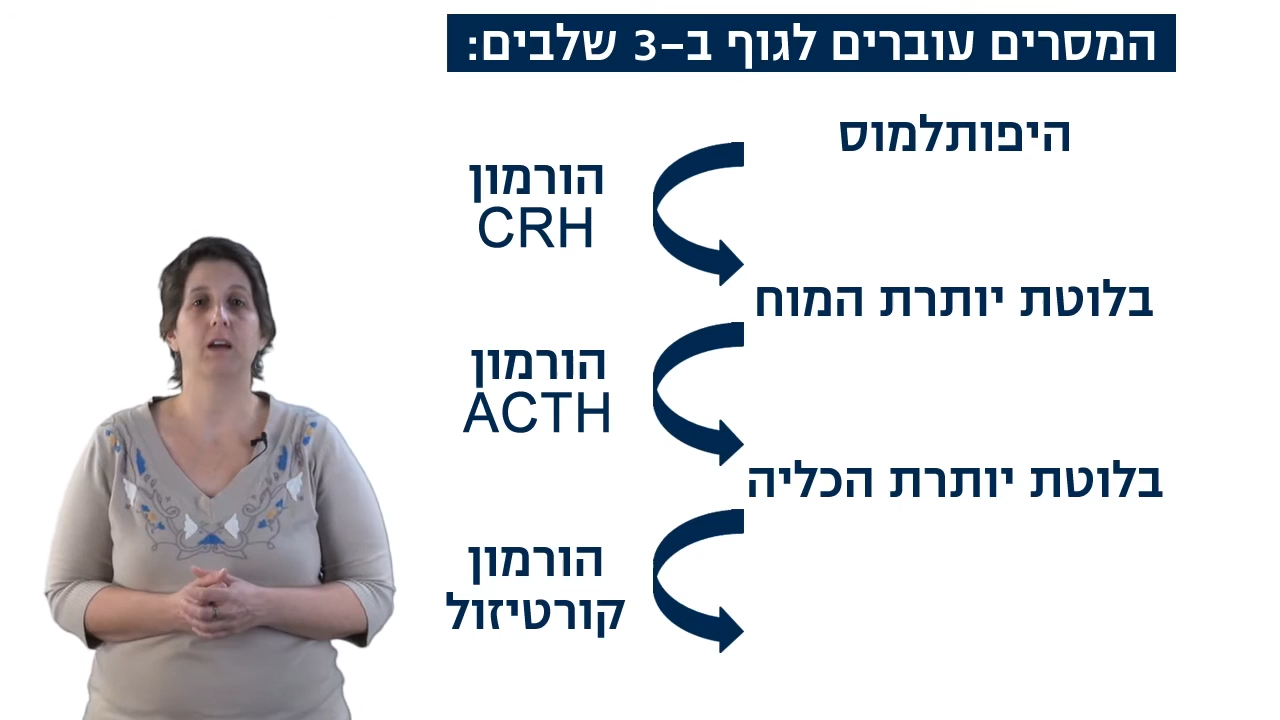 המסרים עוברים לגוף ב-3 שלבים:
היפותלמוס
הורמון
CRH
בלוטת יותרת המוח
הורמון
ACTH
בלוטת יותרת הכליה
הורמון
קורטיזול